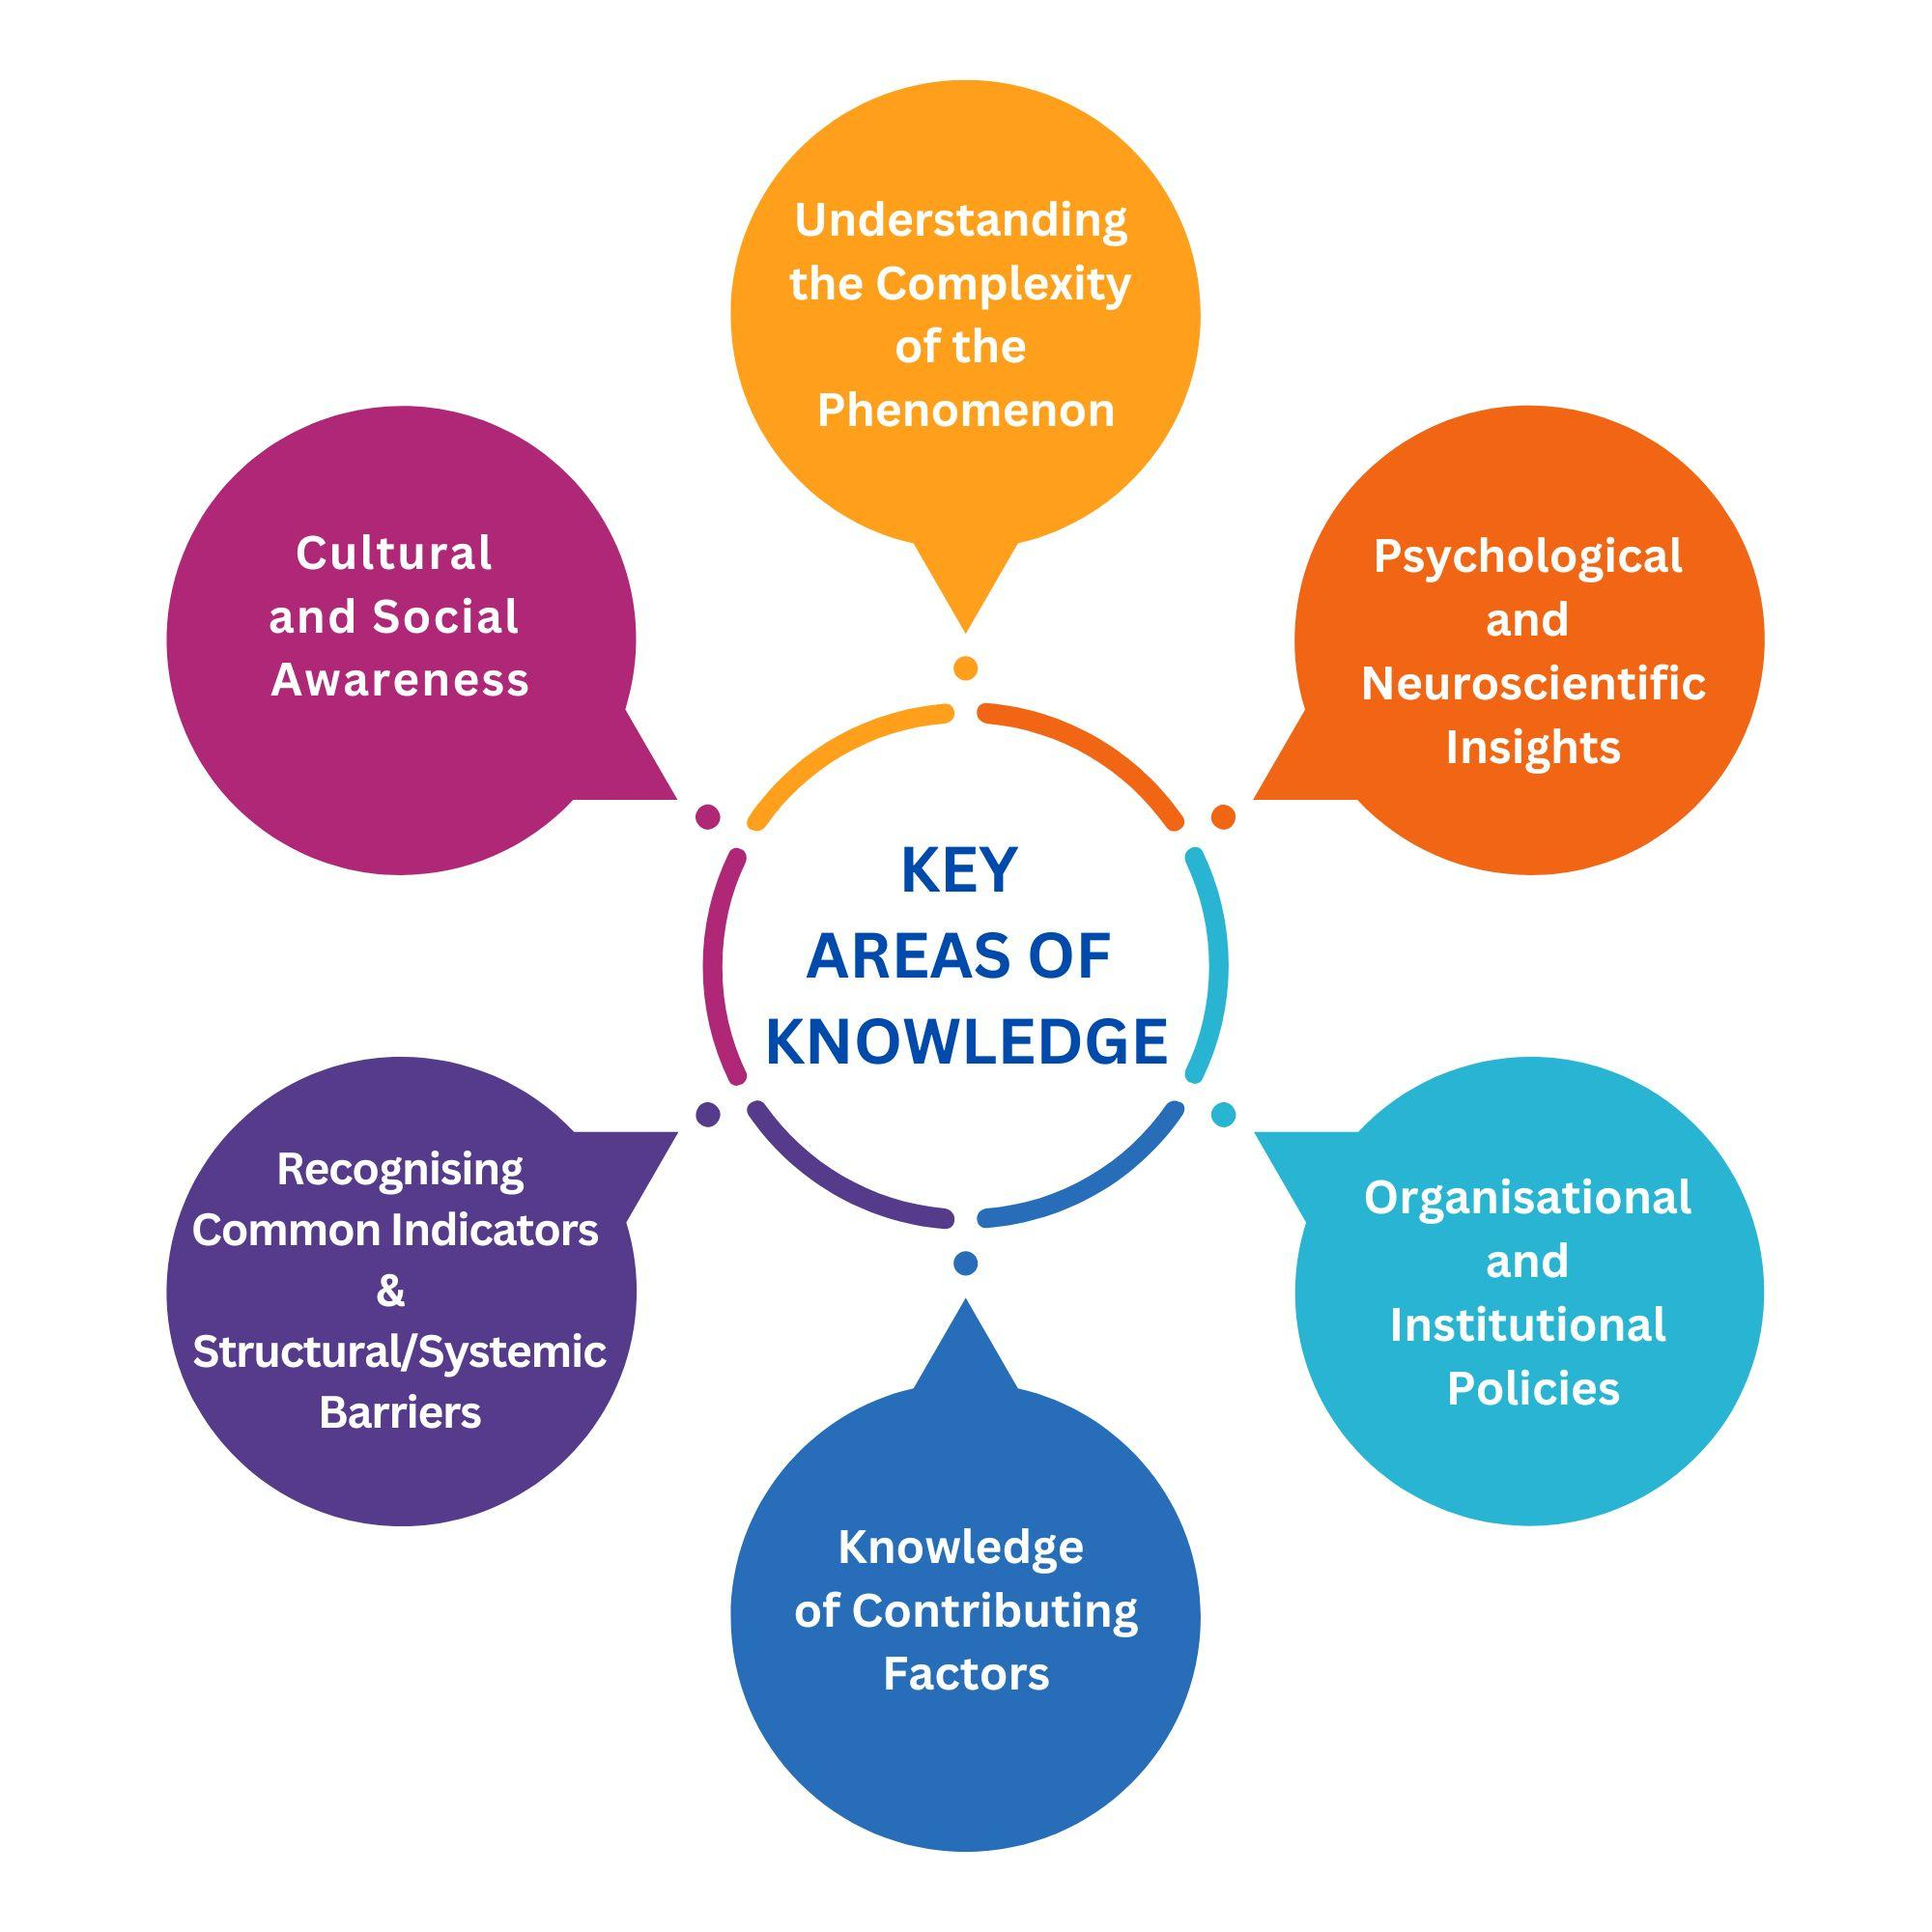 Understanding
the Complexity
of the
Phenomenon
Cultural
and Social
Awareness
Psychological
and
Neuroscientific
Insights
KEY
AREAS OF
KNOWLEDGE
Recognising
Common Indicators
&
Structural/Systemic
Barriers
Organisational
and
Institutional
Policies
Knowledge
of Contributing
Factors